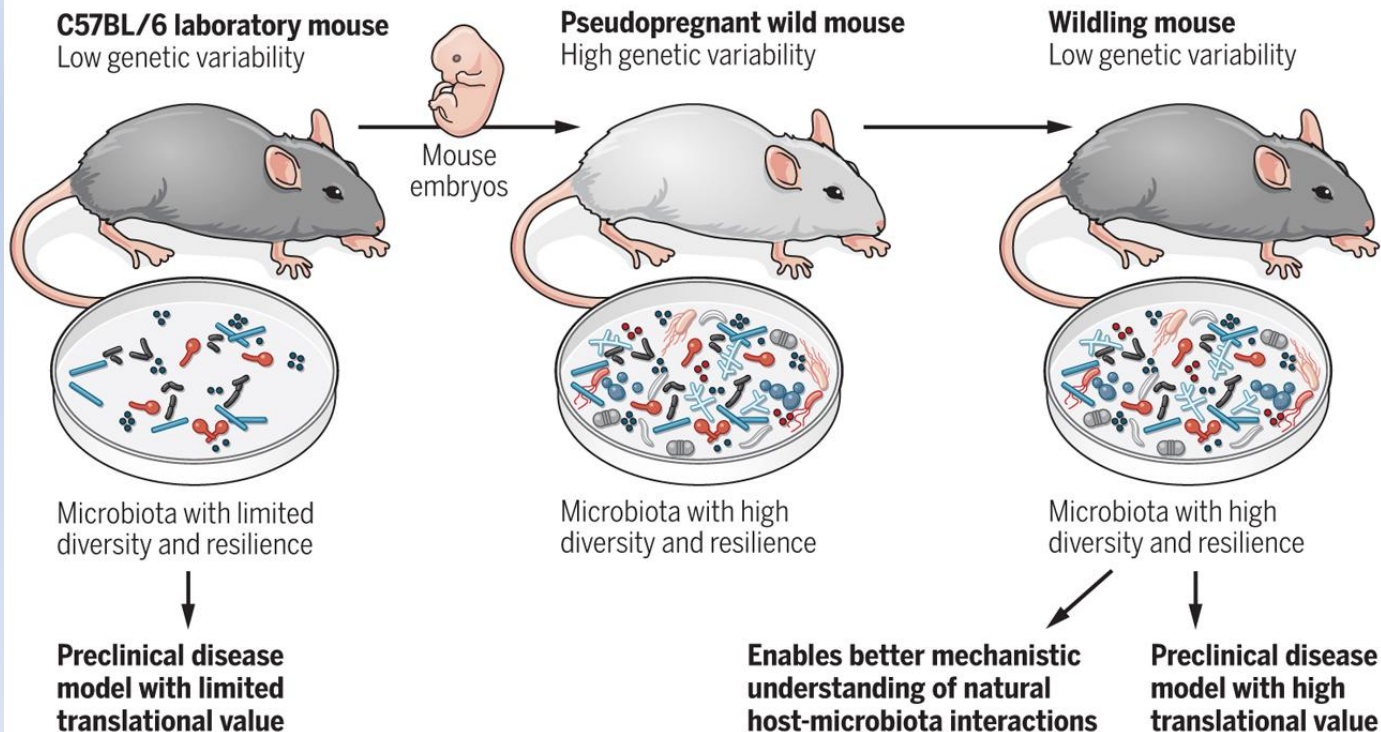 C57BL/6 laboratory mouse
Low genetic variability
Mouse
embryos
Pseudopregnant wild mouse
High genetic variability
Wildling mouse
Low genetic variability
Microbiota with limited
diversity and resilience
Microbiota with high
diversity and resilience
Microbiota with high
diversity and resilience
Preclinical disease
model with limited
translational value
Enables better mechanistic
understanding of natural
host-microbiota interactions
Preclinical disease
model with high
translational value